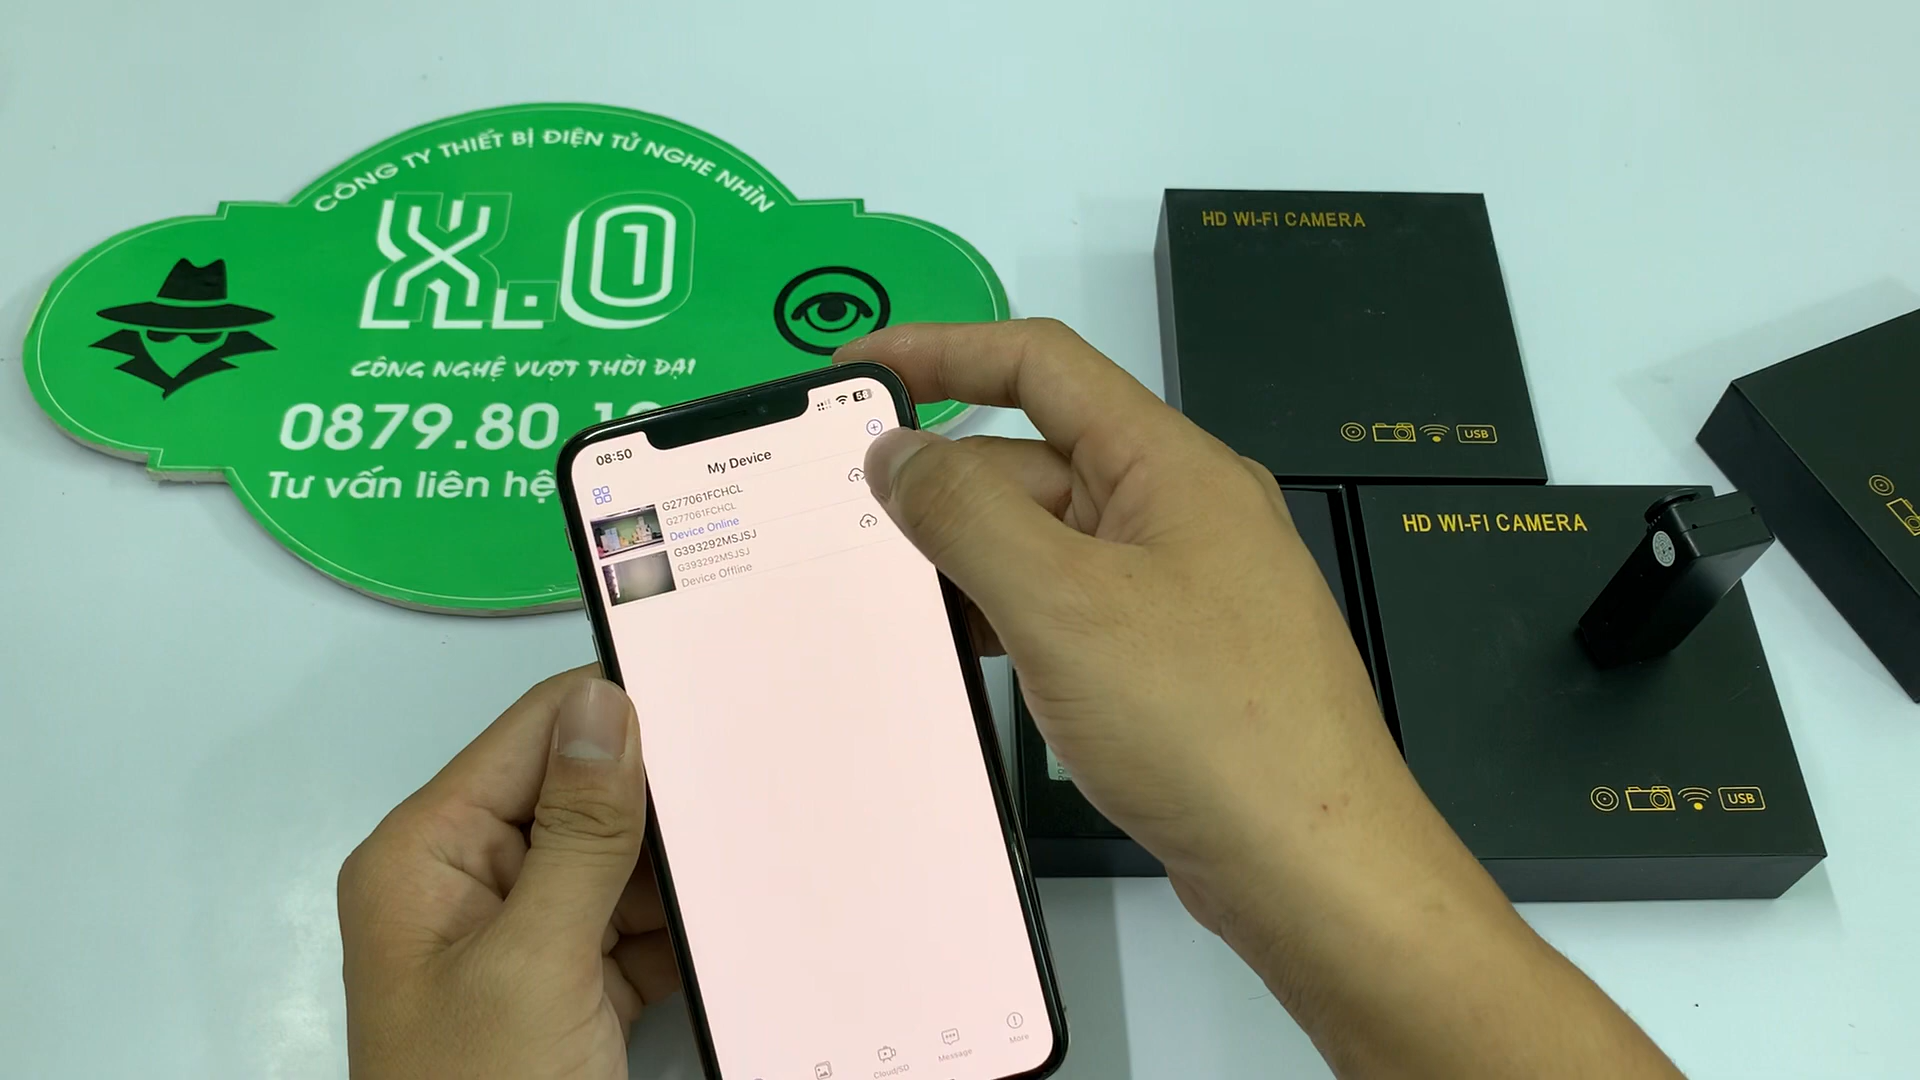 CÔNG TY THIẾT BỊ ĐIỆN TỬ NGHE NHÌN
X.01
CÔNG NGHỆ VƯỢT THỜI ĐẠI
0879.80
Tư vấn liên hệ
08:50
58
My Device
G277061FCHCL
G277061FCHCL
Device Online
G393292MSJSJ
G393292MSJSJ
Device Offline
Cloud/SD
Message
More
HD WI-FI CAMERA
USB
HD WI-FI CAMERA
USB